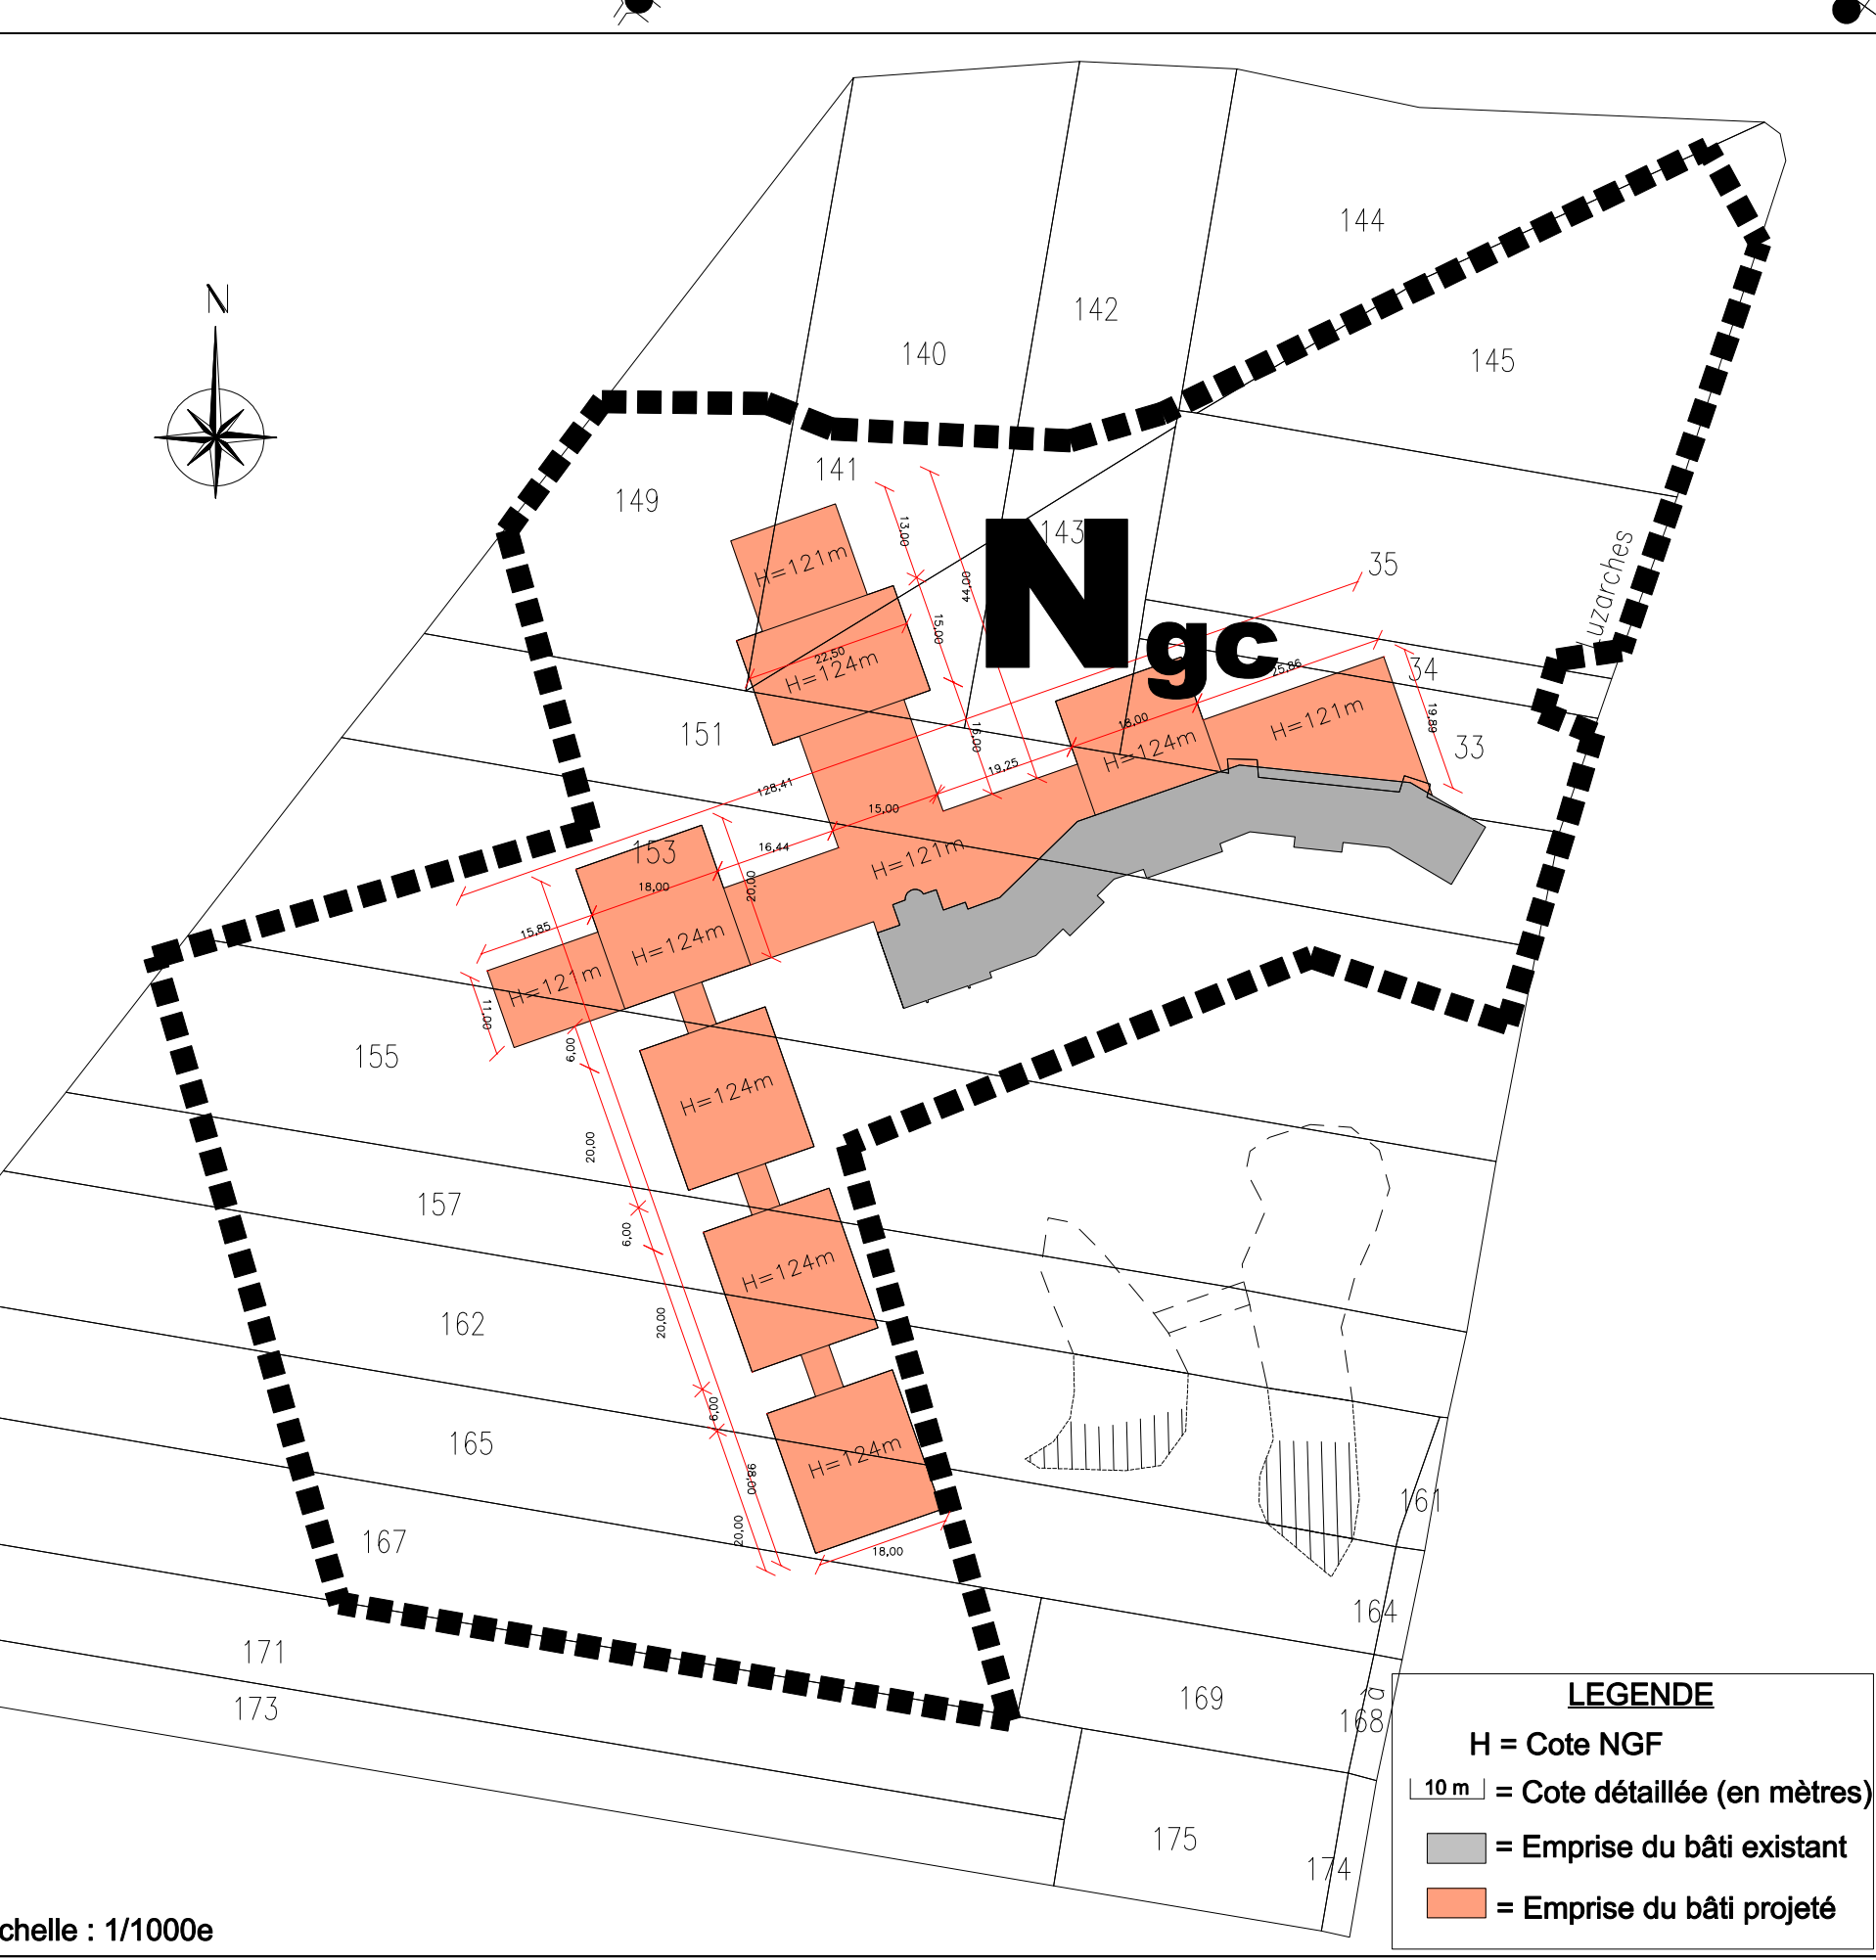 N
144
142
140
145
141
149
143
13,00
44,00
35
Luzarches
H=121m
15,00
22,50
H=124m
25,86
34
19,89
18,00
H=121m
33
151
16,00
H=124m
19,25
128,41
15,00
N
gc
153
16,44
H=121m
18,00
20,00
15,85
H=124m
H=121m
11,00
6,00
155
H=124m
20,00
157
6,00
H=124m
162
20,00
165
6,00
H=124m
98,00
161
20,00
18,00
167
164
171
169
173
168
175
174
LEGENDE
H = Cote NGF
10 m = Cote détaillée (en mètres)
= Emprise du bâti existant
= Emprise du bâti projeté
chelle : 1/1000e